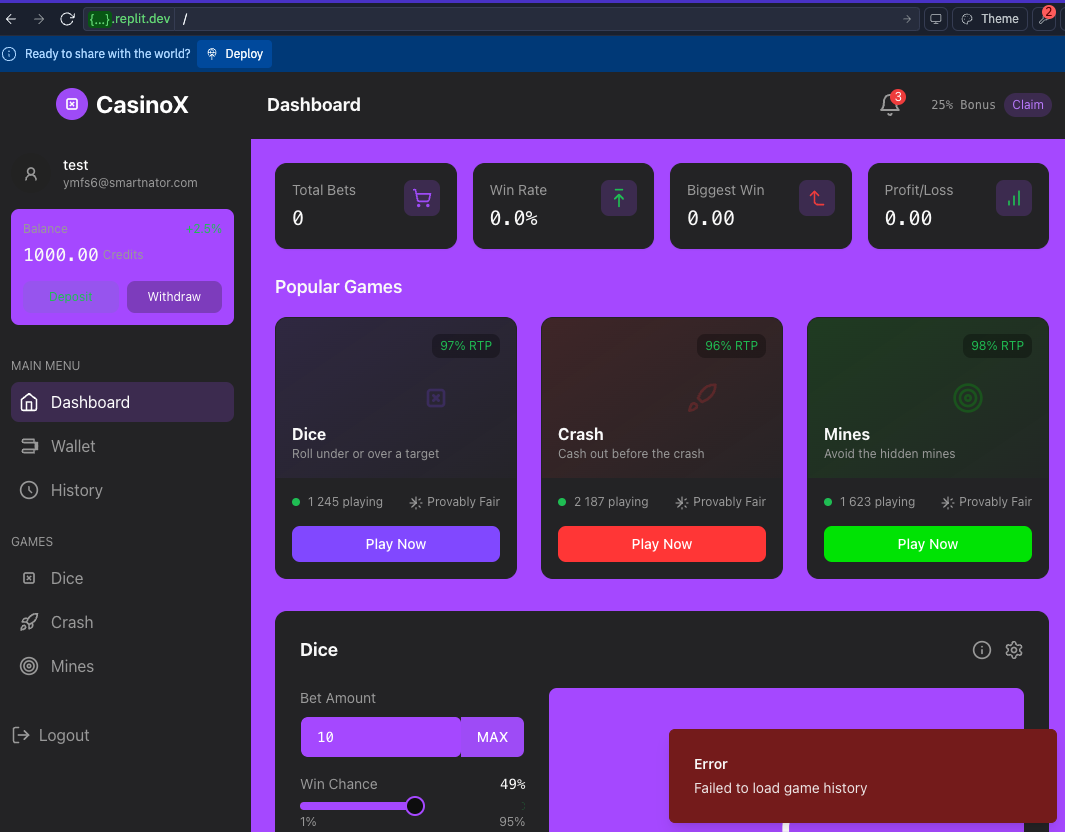 {...}.replit.dev /
Theme
2
Ready to share with the world?
Deploy
CasinoX
Dashboard
3
25% Bonus
Claim
test
ymfs6@smartnator.com
Balance
Credits
1000.00
Deposit
Withdraw
MAIN MENU
Dashboard
Wallet
History
GAMES
Dice
Crash
Mines
Logout
Total Bets
0
Win Rate
0.0%
Biggest Win
0.00
Profit/Loss
0.00
Popular Games
97% RTP
Dice
Roll under or over a target
1 245 playing
Provably Fair
Play Now
96% RTP
Crash
Cash out before the crash
2 187 playing
Provably Fair
Play Now
98% RTP
Mines
Avoid the hidden mines
1 623 playing
Provably Fair
Play Now
Dice
Bet Amount
10
MAX
Win Chance
49%
1%
95%
Error
Failed to load game history